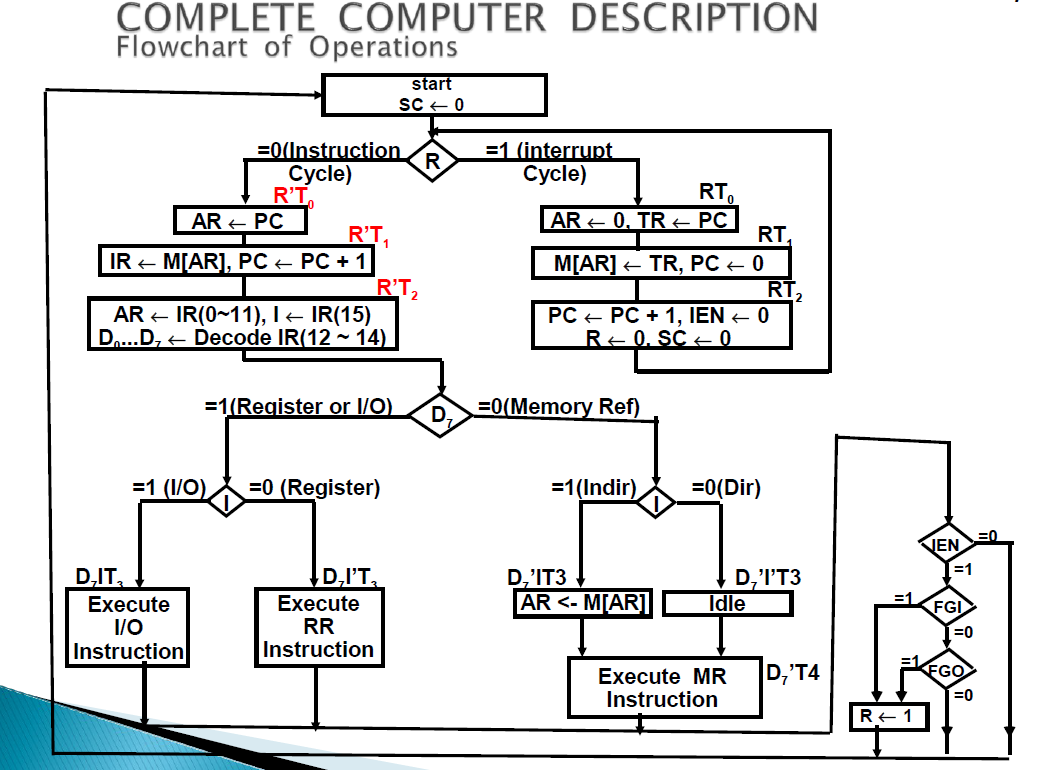 COMPLETE COMPUTER DESCRIPTION
Flowchart of Operations
start
SC ← 0
=0(Instruction
Cycle)
R
=1 (interrupt
Cycle)
R'T₀
RT₀
AR ← PC
AR ← 0, TR ← PC
R'T₁
RT₁
IR ← M[AR], PC ← PC + 1
M[AR] ← TR, PC ← 0
R'T₂
RT₂
AR ← IR(0~11), I ← IR(15)
D₀...D₇ ← Decode IR(12 ~ 14)
PC ← PC + 1, IEN ← 0
R ← 0, SC ← 0
=1(Register or I/O)
D₇
=0(Memory Ref)
=1 (I/O)
I
=0 (Register)
=1(Indir)
I
=0(Dir)
IEN
=0
=1
D₇IT₃
D₇I'T₃
D₇'IT3
D₇'I'T3
Execute
I/O
Instruction
Execute
RR
Instruction
AR <- M[AR]
Idle
=1
FGI
=0
Execute MR
Instruction
D₇'T4
=1
FGO
=0
R ← 1